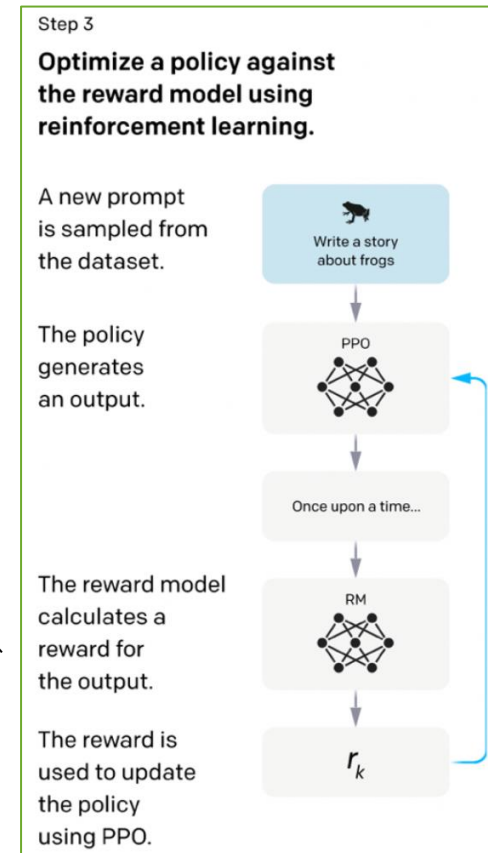 Step 3
Optimize a policy against
the reward model using
reinforcement learning.
A new prompt
is sampled from
the dataset.
Write a story
about frogs
The policy
generates
an output.
PPO
Once upon a time...
The reward model
calculates a
reward for
the output.
RM
The reward is
used to update
the policy
using PPO.
rk